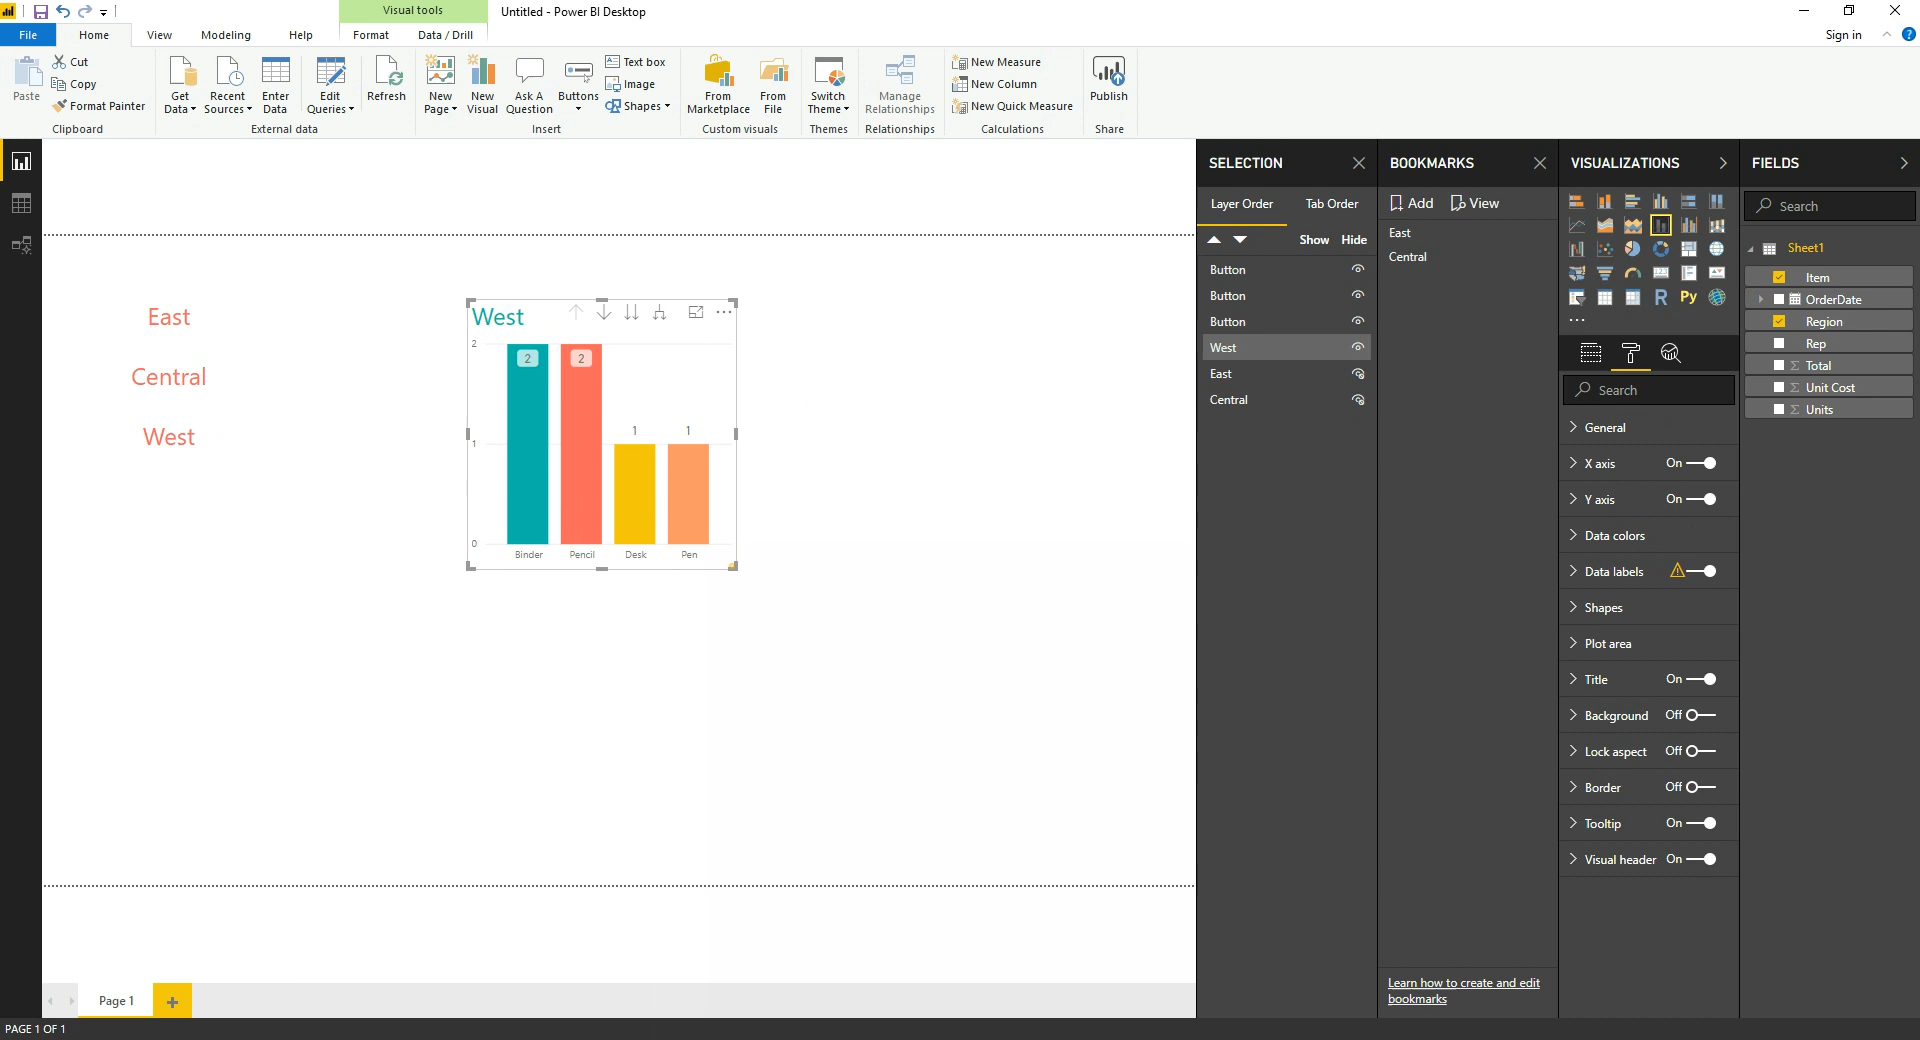 Visual tools
Untitled - Power BI Desktop
File
Home
View
Modeling
Help
Format
Data / Drill
Sign in
?
Paste
Cut
Copy
Format Painter
Clipboard
Get Data
Recent Sources
Enter Data
Edit Queries
External data
Refresh
New Page
New Visual
Ask A Question
Buttons
Text box
Image
Shapes
Insert
From Marketplace
From File
Custom visuals
Switch Theme
Themes
Manage Relationships
Relationships
New Measure
New Column
New Quick Measure
Calculations
Publish
Share
East
Central
West
West
2
1
0
2
2
1
1
Binder
Pencil
Desk
Pen
SELECTION
Layer Order
Tab Order
Show
Hide
Button
Button
Button
West
East
Central
BOOKMARKS
Add
View
East
Central
Learn how to create and edit
bookmarks
VISUALIZATIONS
R
Py
Search
General
X axis On
Y axis On
Data colors
Data labels
Shapes
Plot area
Title On
Background Off
Lock aspect Off
Border Off
Tooltip On
Visual header On
FIELDS
Search
Sheet1
Item
OrderDate
Region
Rep
Σ Total
Σ Unit Cost
Σ Units
Page 1
PAGE 1 OF 1